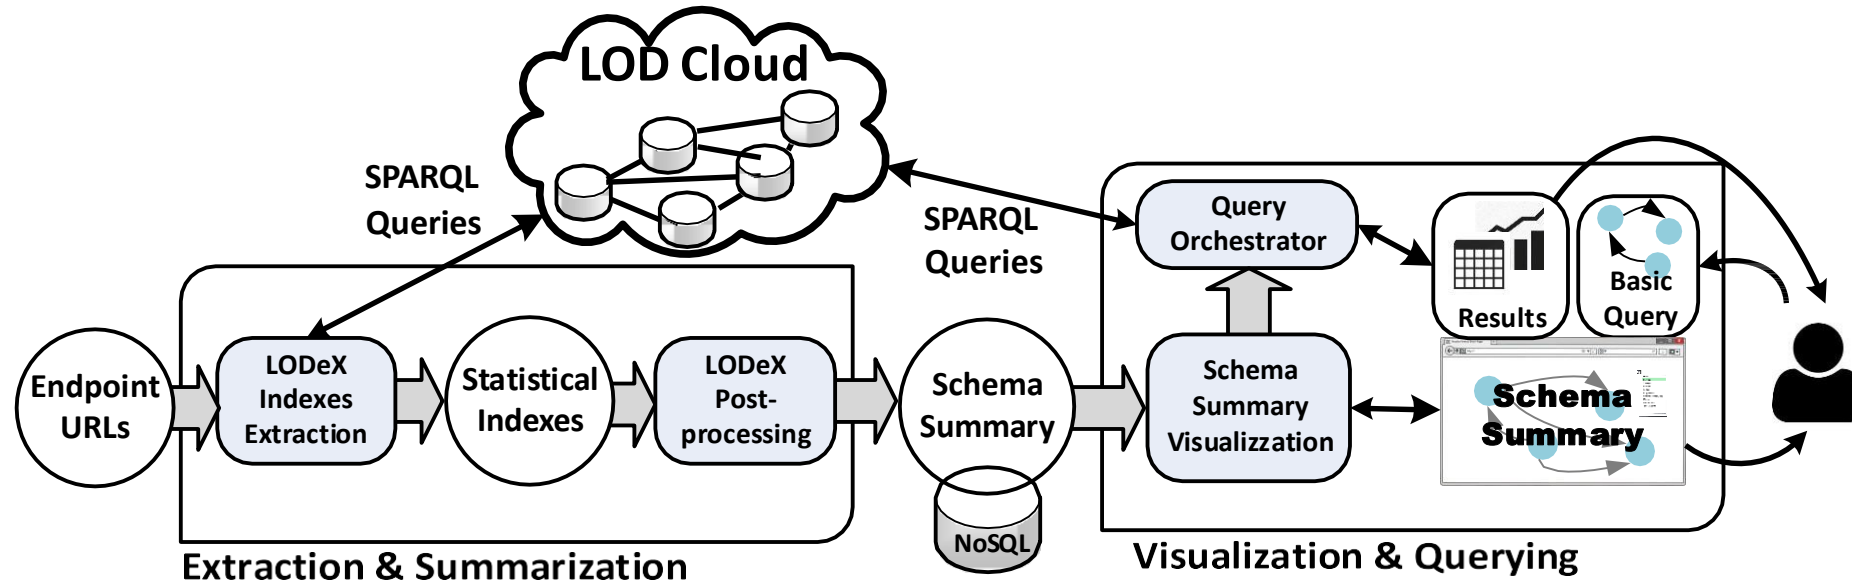 LOD Cloud
SPARQL
Queries
Endpoint
URLs
LODeX
Indexes
Extraction
Statistical
Indexes
LODeX
Post-
processing
Extraction & Summarization
Schema
Summary
NoSQL
SPARQL
Queries
Query
Orchestrator
Schema
Summary
Visualizzation
Results
Basic
Query
Schema
Summary
Visualization & Querying